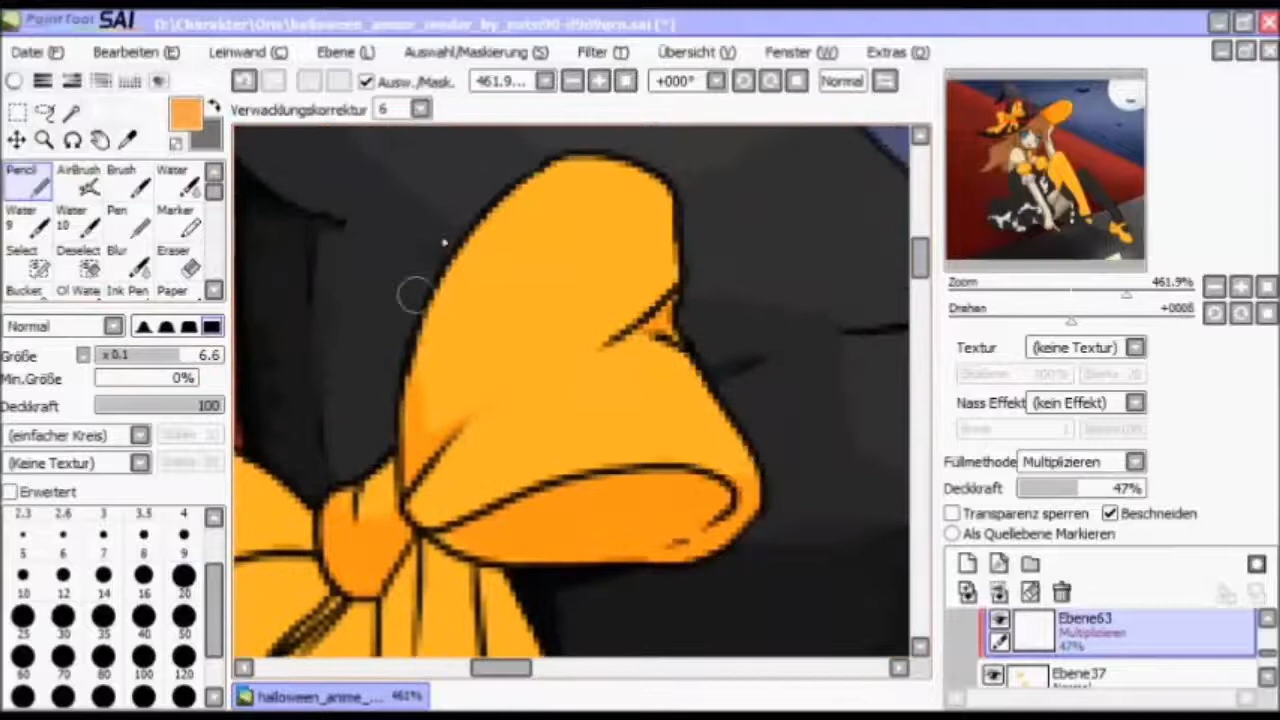 Paint Tool SAI
Datei (F) Bearbeiten (E) Leinwand (C) Ebene (L) Auswahl/Maskierung (S) Filter (T) Übersicht (V) Fenster (W) Extras (O)
Ausw./Mask. 461.9... +000° Normal
Verwacklungskorrektur 6
Pencil AirBrush Brush Water
Water 9 Water 10 Pen Marker
Select Deselect Blur Eraser
Bucket Oil Wate Ink Pen Paper
Normal
Größe x 0.1 6.6
Min.Größe 0%
Deckkraft 100
(einfacher Kreis)
(Keine Textur)
Erweitert
2.3 2.6 3 3.5 4
5 6 7 8 9
10 12 14 16 20
25 30 35 40 50
60 70 80 100 120
Zoom 461.9%
Drehen
Textur (keine Textur)
Nass Effekt (kein Effekt)
Füllmethode Multiplizieren
Deckkraft 47%
Transparenz sperren Beschneiden
Als Quellebene Markieren
Ebene63
Multiplizieren
47%
Ebene37
halloween_anime_... 461%